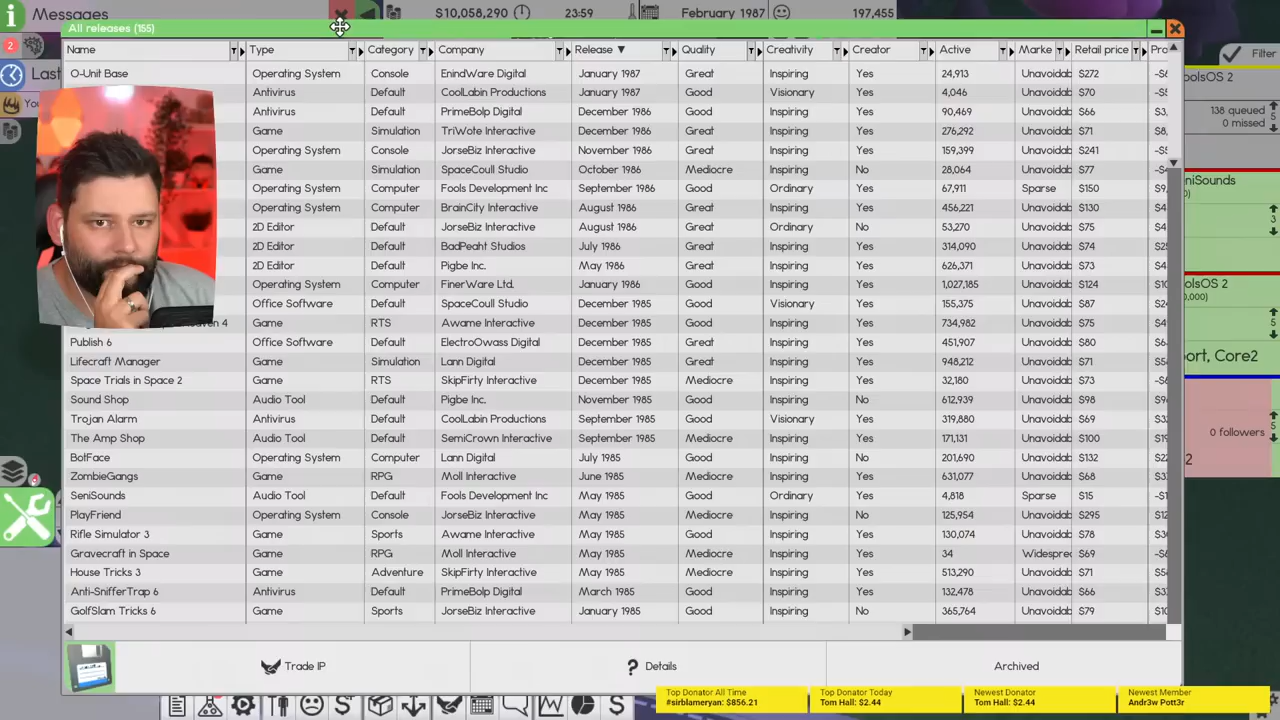 Messages
$10,058,290
23:59
February 1987
197,455
All releases (155)
2
Last
You
Filter
Name Type Category Company Release Quality Creativity Creator Active Marke Retail price Pro
O-Unit Base Operating System Console EnindWare Digital January 1987 Great Inspiring Yes 24,913 Unavoidab $272
Antivirus Default CoolLabin Productions January 1987 Good Visionary Yes 4,046 Unavoidab $70
Antivirus Default PrimeBolp Digital December 1986 Good Inspiring Yes 90,469 Unavoidab $66 $3,
Game Simulation TriWote Interactive December 1986 Great Inspiring Yes 276,292 Unavoidab $71 $8,
Operating System Console JorseBiz Interactive November 1986 Great Inspiring Yes 159,399 Unavoidab $241
Game Simulation SpaceCoull Studio October 1986 Mediocre Inspiring No 28,064 Unavoidab $77
Operating System Computer Fools Development Inc September 1986 Good Ordinary Yes 67,911 Sparse $150 $9,
Operating System Computer BrainCity Interactive August 1986 Great Inspiring Yes 456,221 Unavoidab $130
2D Editor Default JorseBiz Interactive August 1986 Great Ordinary No 53,270 Unavoidab $75
2D Editor Default BadPeaht Studios July 1986 Great Inspiring Yes 314,090 Unavoidab $74
2D Editor Default Pigbe Inc. May 1986 Great Inspiring Yes 626,371 Unavoidab $73
Operating System Computer FinerWare Ltd. January 1986 Good Inspiring Yes 1,027,185 Unavoidab $124
Office Software Default SpaceCoull Studio December 1985 Good Visionary Yes 155,375 Unavoidab $87
4 Game RTS Awame Interactive December 1985 Good Inspiring Yes 734,982 Unavoidab $75
Publish 6 Office Software Default ElectroOwass Digital December 1985 Great Inspiring Yes 451,907 Unavoidab $80
Lifecraft Manager Game Simulation Lann Digital December 1985 Great Inspiring Yes 948,212 Unavoidab $71
Space Trials in Space 2 Game RTS SkipFirty Interactive December 1985 Mediocre Inspiring Yes 32,180 Unavoidab $73
Sound Shop Audio Tool Default Pigbe Inc. November 1985 Good Inspiring No 612,939 Unavoidab $98
Trojan Alarm Antivirus Default CoolLabin Productions September 1985 Good Visionary Yes 319,880 Unavoidab $69
The Amp Shop Audio Tool Default SemiCrown Interactive September 1985 Mediocre Inspiring Yes 171,131 Unavoidab $100
BotFace Operating System Computer Lann Digital July 1985 Good Inspiring No 201,690 Unavoidab $132
ZombieGangs Game RPG Moll Interactive June 1985 Good Inspiring Yes 631,077 Unavoidab $68
SeniSounds Audio Tool Default Fools Development Inc May 1985 Good Ordinary Yes 4,818 Sparse $15
PlayFriend Operating System Console JorseBiz Interactive May 1985 Good Inspiring No 125,954 Unavoidab $295
Rifle Simulator 3 Game Sports Awame Interactive May 1985 Mediocre Inspiring Yes 130,074 Unavoidab $78
Gravecraft in Space Game RPG Moll Interactive May 1985 Mediocre Inspiring Yes 34 Widesprec $69
House Tricks 3 Game Adventure SkipFirty Interactive May 1985 Mediocre Inspiring Yes 513,290 Unavoidab $71
Anti-SnifferTrap 6 Antivirus Default PrimeBolp Digital March 1985 Good Inspiring Yes 132,478 Unavoidab $66
GolfSlam Tricks 6 Game Sports JorseBiz Interactive January 1985 Good Inspiring No 365,764 Unavoidab $79
oolsOS 2
138 queued
0 missed
5
niSounds
3
olsOS 2
0,000)
5
port, Core2
0 followers
5
2
Trade IP
? Details
Archived
Top Donator All Time
#sirblameryan: $856.21
Top Donator Today
Tom Hall: $2.44
Newest Donator
Tom Hall: $2.44
Newest Member
Andr3w Pott3r